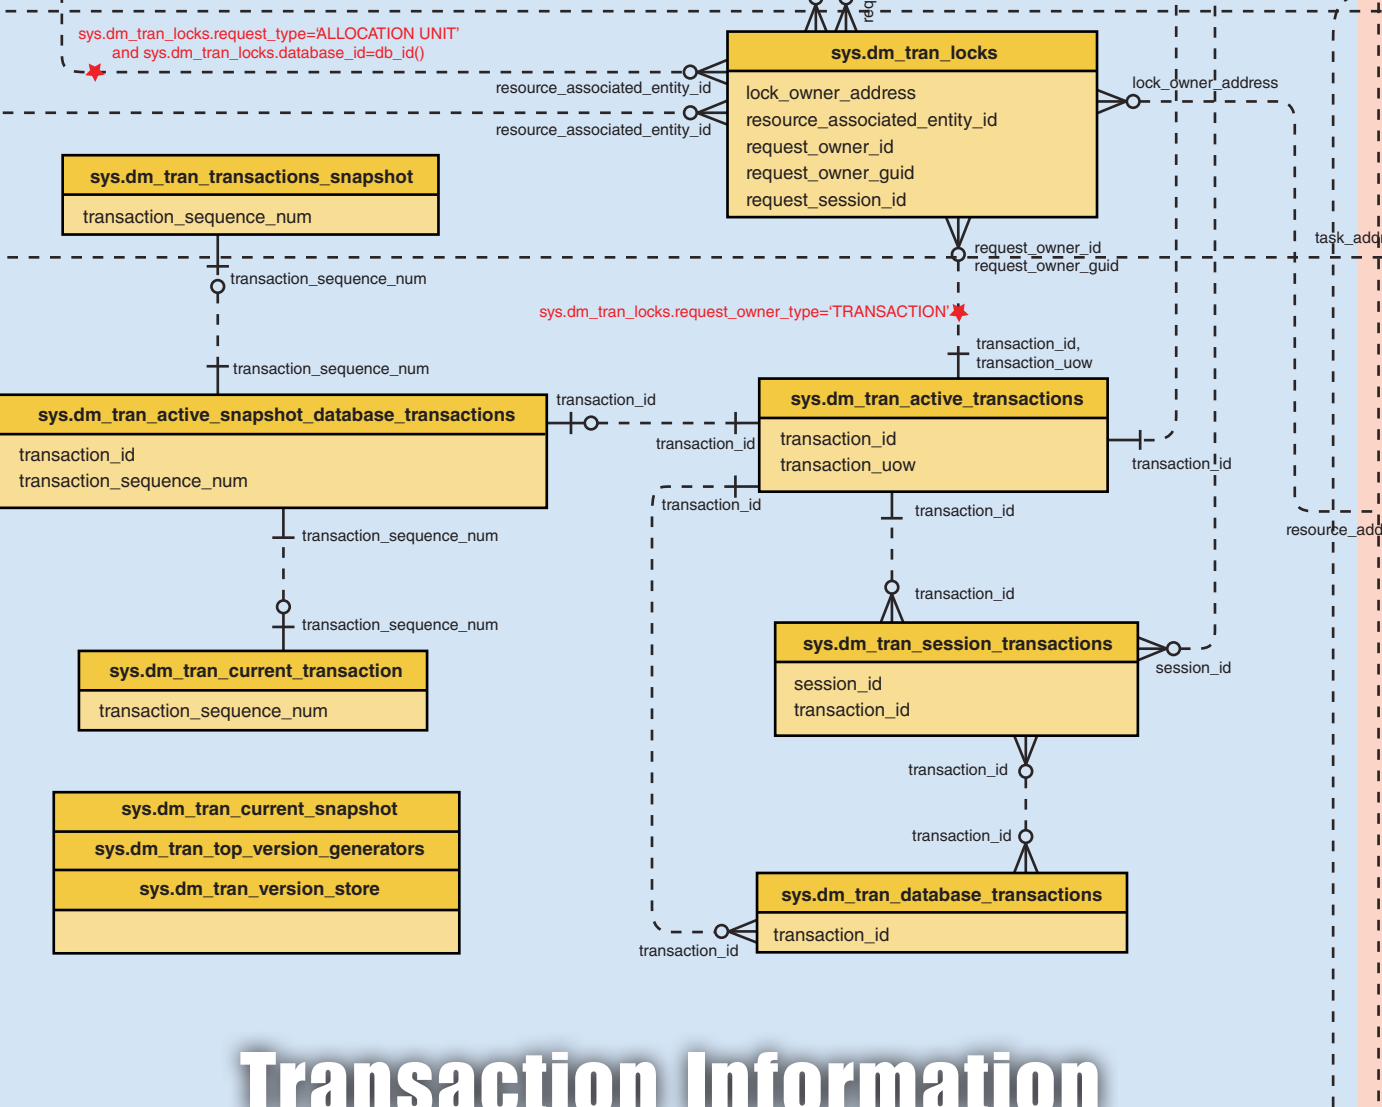 req
sys.dm_tran_locks.request_type=‘ALLOCATION UNIT’
and sys.dm_tran_locks.database_id=db_id()
resource_associated_entity_id
resource_associated_entity_id
sys.dm_tran_locks
lock_owner_address
resource_associated_entity_id
request_owner_id
request_owner_guid
request_session_id
lock_owner_address
sys.dm_tran_transactions_snapshot
transaction_sequence_num
transaction_sequence_num
request_owner_id
request_owner_guid
task_addr
sys.dm_tran_locks.request_owner_type=‘TRANSACTION’
transaction_id,
transaction_uow
transaction_sequence_num
sys.dm_tran_active_snapshot_database_transactions
transaction_id
transaction_sequence_num
transaction_id
transaction_id
sys.dm_tran_active_transactions
transaction_id
transaction_uow
transaction_id
transaction_id
transaction_id
resource_add
transaction_sequence_num
transaction_sequence_num
transaction_id
sys.dm_tran_current_transaction
transaction_sequence_num
sys.dm_tran_session_transactions
session_id
transaction_id
session_id
transaction_id
transaction_id
sys.dm_tran_current_snapshot
sys.dm_tran_top_version_generators
sys.dm_tran_version_store
sys.dm_tran_database_transactions
transaction_id
transaction_id
Transaction Information